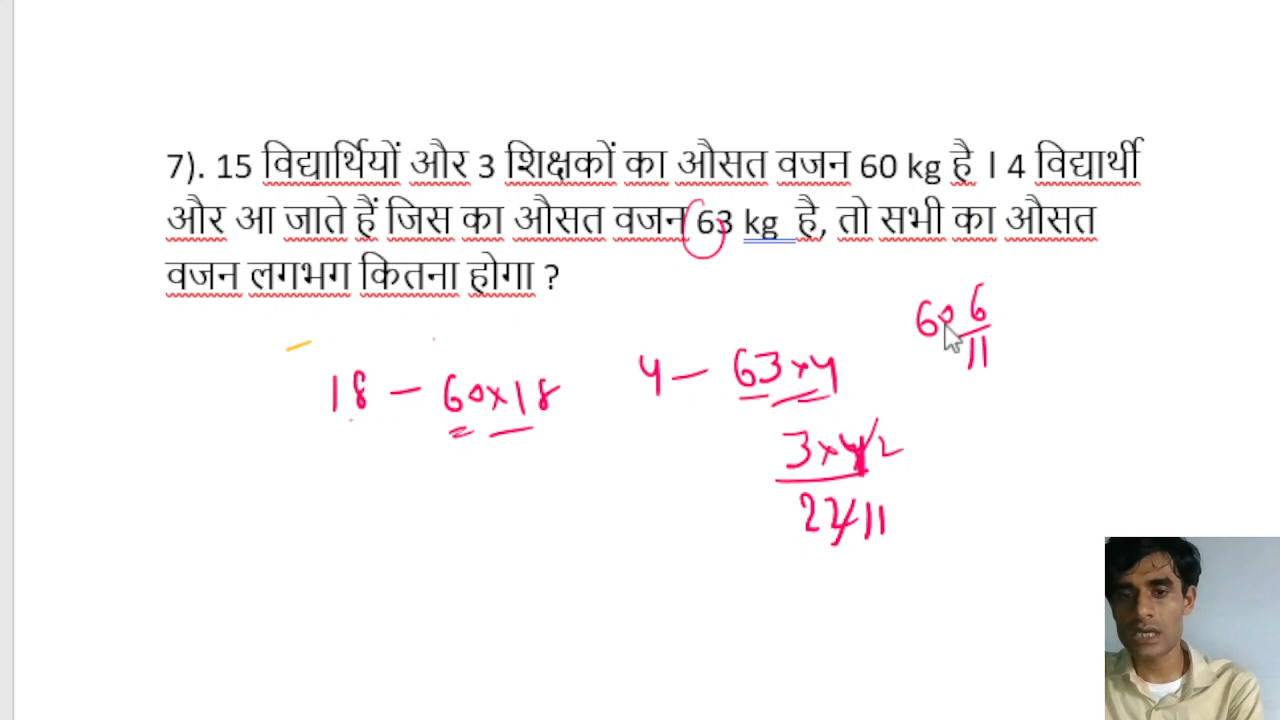 7). 15 विद्यार्थियों और 3 शिक्षकों का औसत वजन 60 kg है । 4 विद्यार्थी
और आ जाते हैं जिस का औसत वजन 63 kg है, तो सभी का औसत
वजन लगभग कितना होगा ?
60 6/11
18 - 60×18
4 - 63×4
3×4 2
22 11